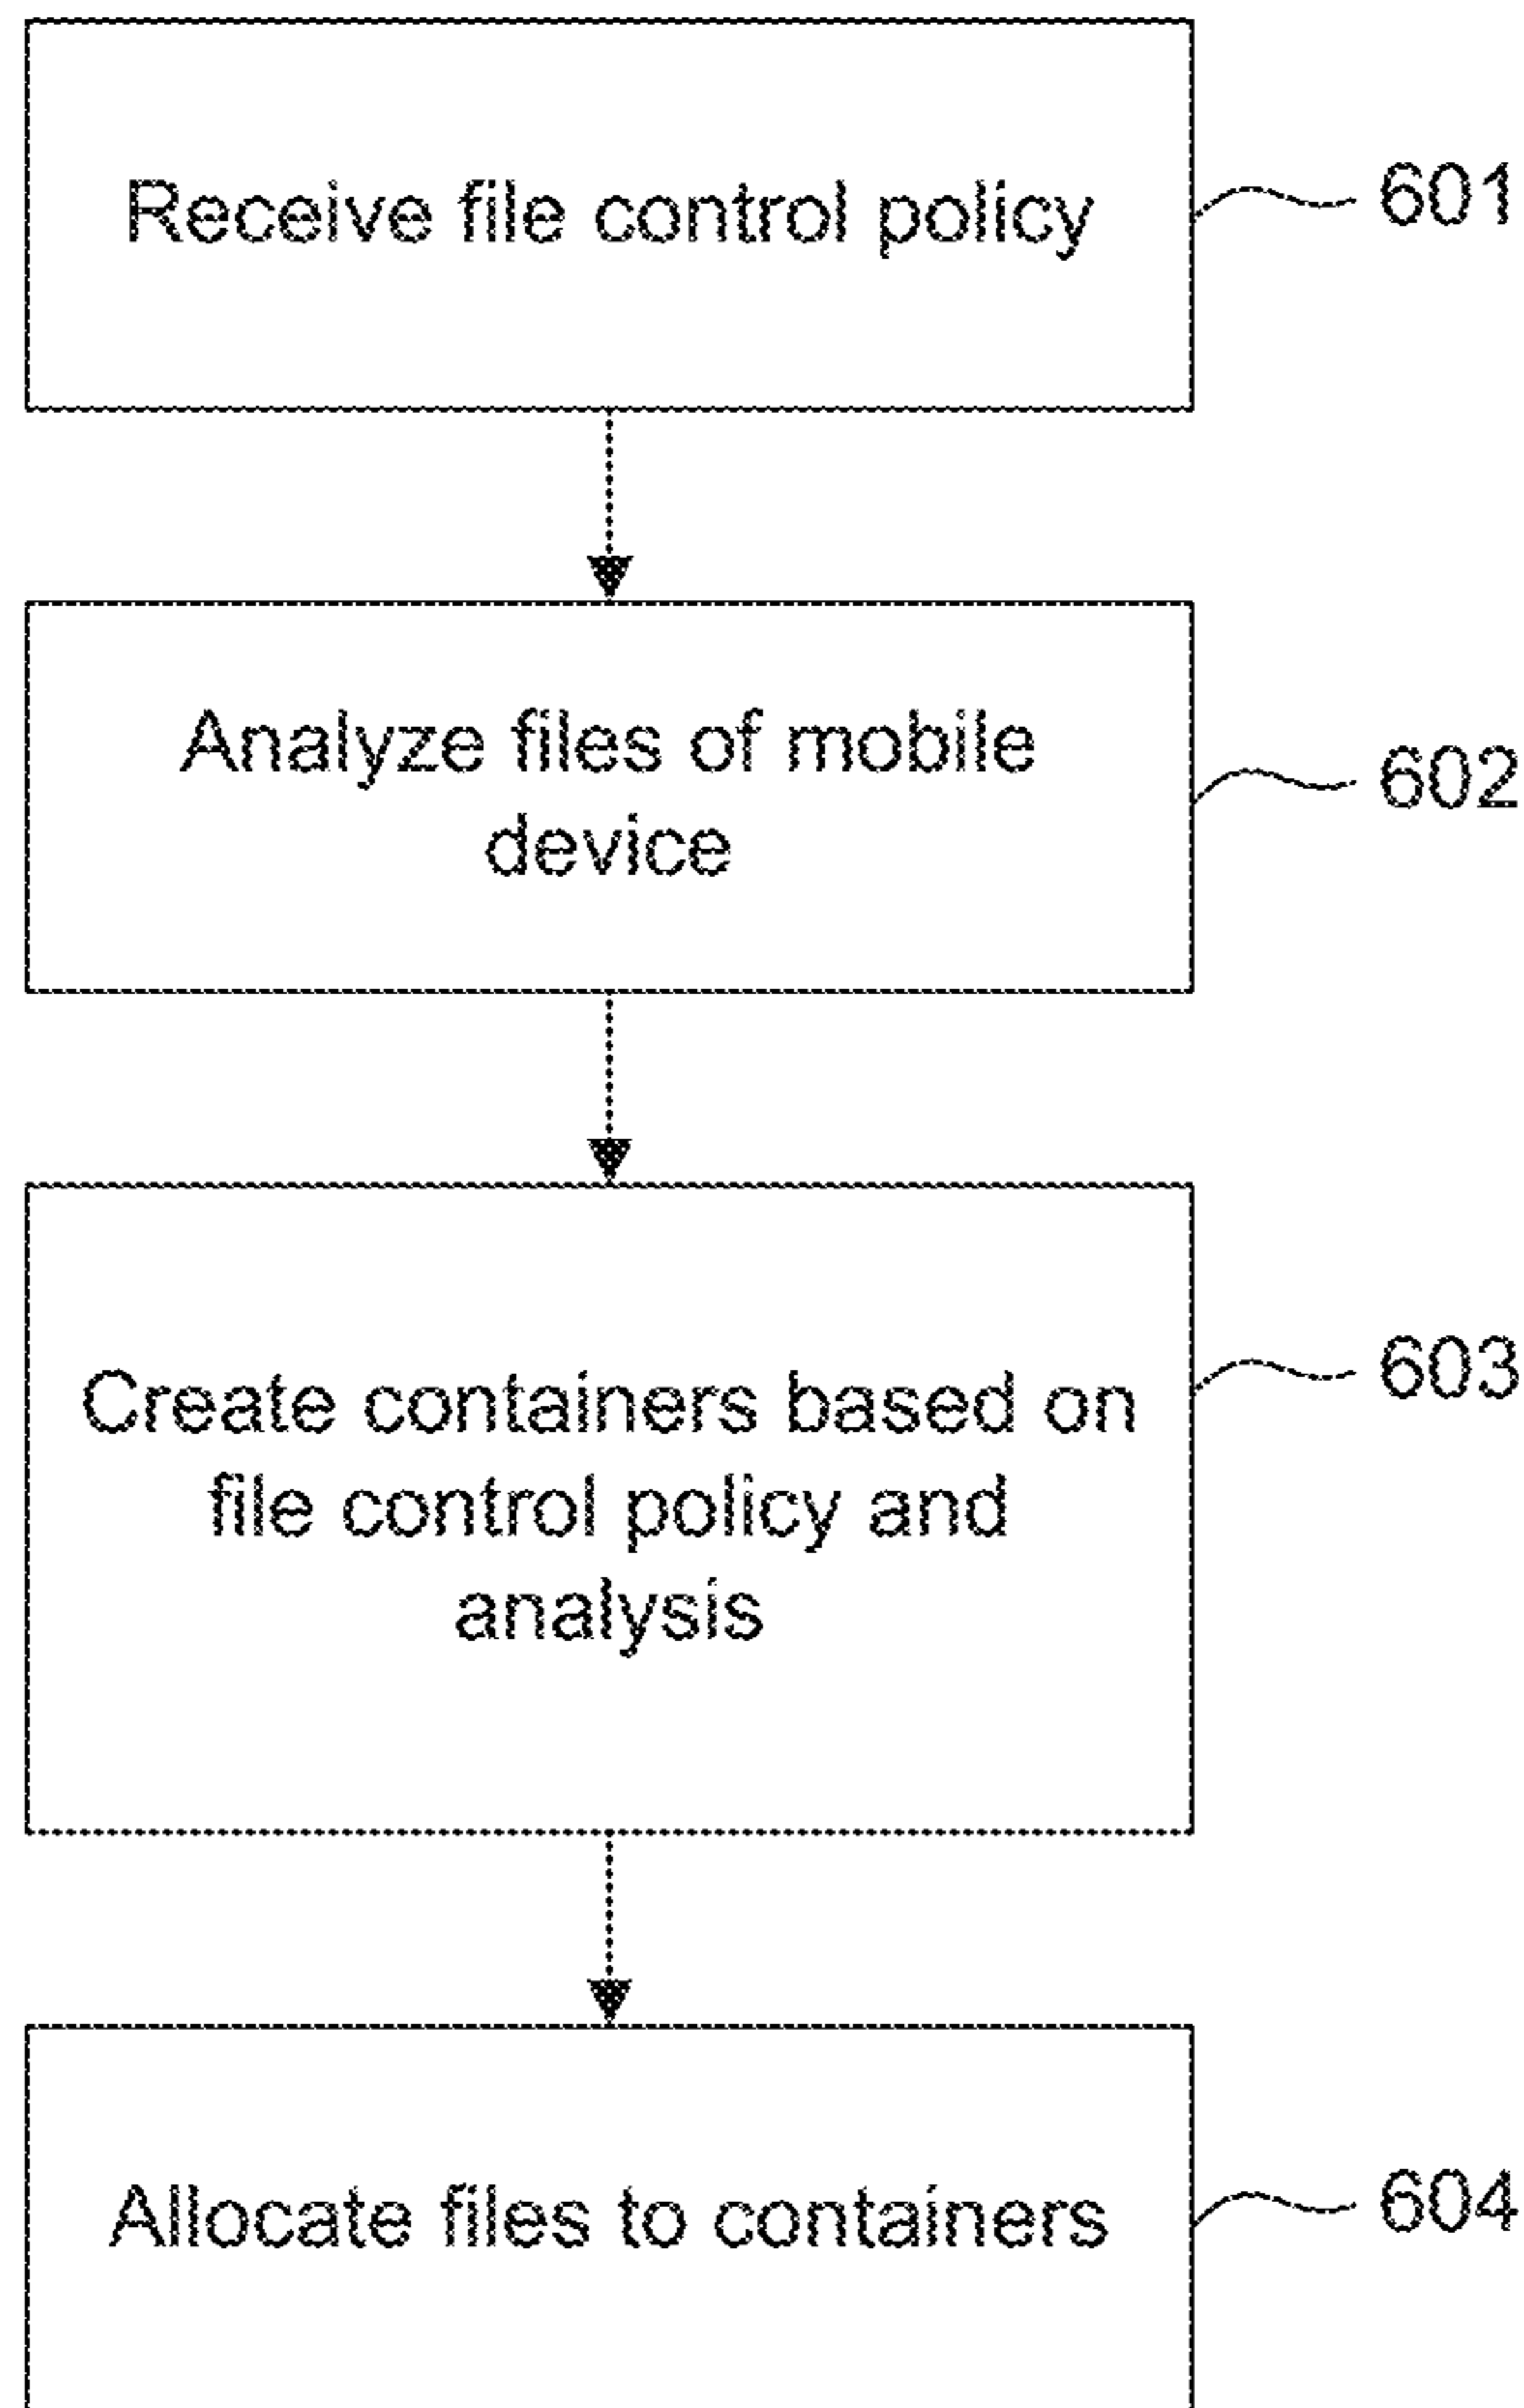 Receive file control policy
601
Analyze files of mobile
device
602
Create containers based on
file control policy and
analysis
603
Allocate files to containers
604